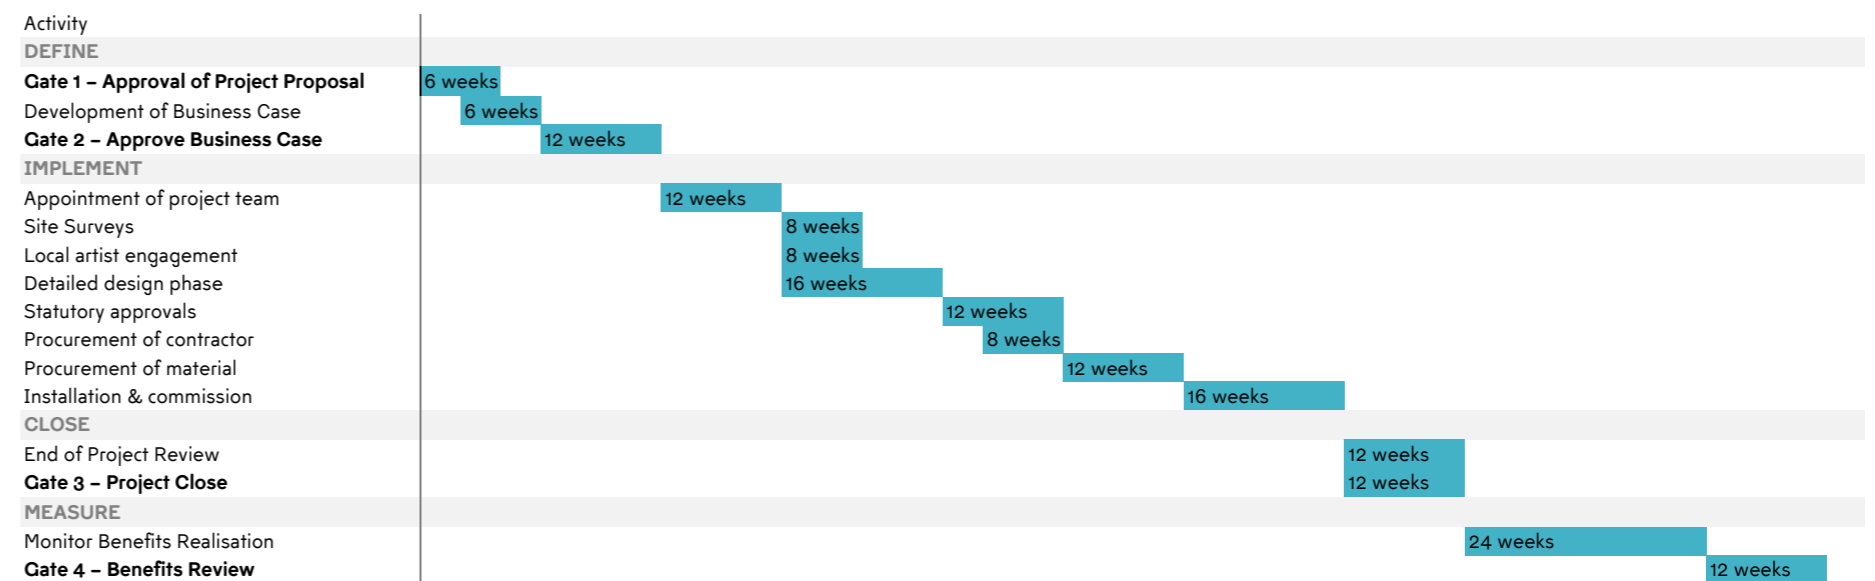 Activity
DEFINE
Gate 1 – Approval of Project Proposal 6 weeks
Development of Business Case 6 weeks
Gate 2 – Approve Business Case 12 weeks
IMPLEMENT
Appointment of project team 12 weeks
Site Surveys 8 weeks
Local artist engagement 8 weeks
Detailed design phase 16 weeks
Statutory approvals 12 weeks
Procurement of contractor 8 weeks
Procurement of material 12 weeks
Installation & commission 16 weeks
CLOSE
End of Project Review 12 weeks
Gate 3 – Project Close 12 weeks
MEASURE
Monitor Benefits Realisation 24 weeks
Gate 4 – Benefits Review 12 weeks